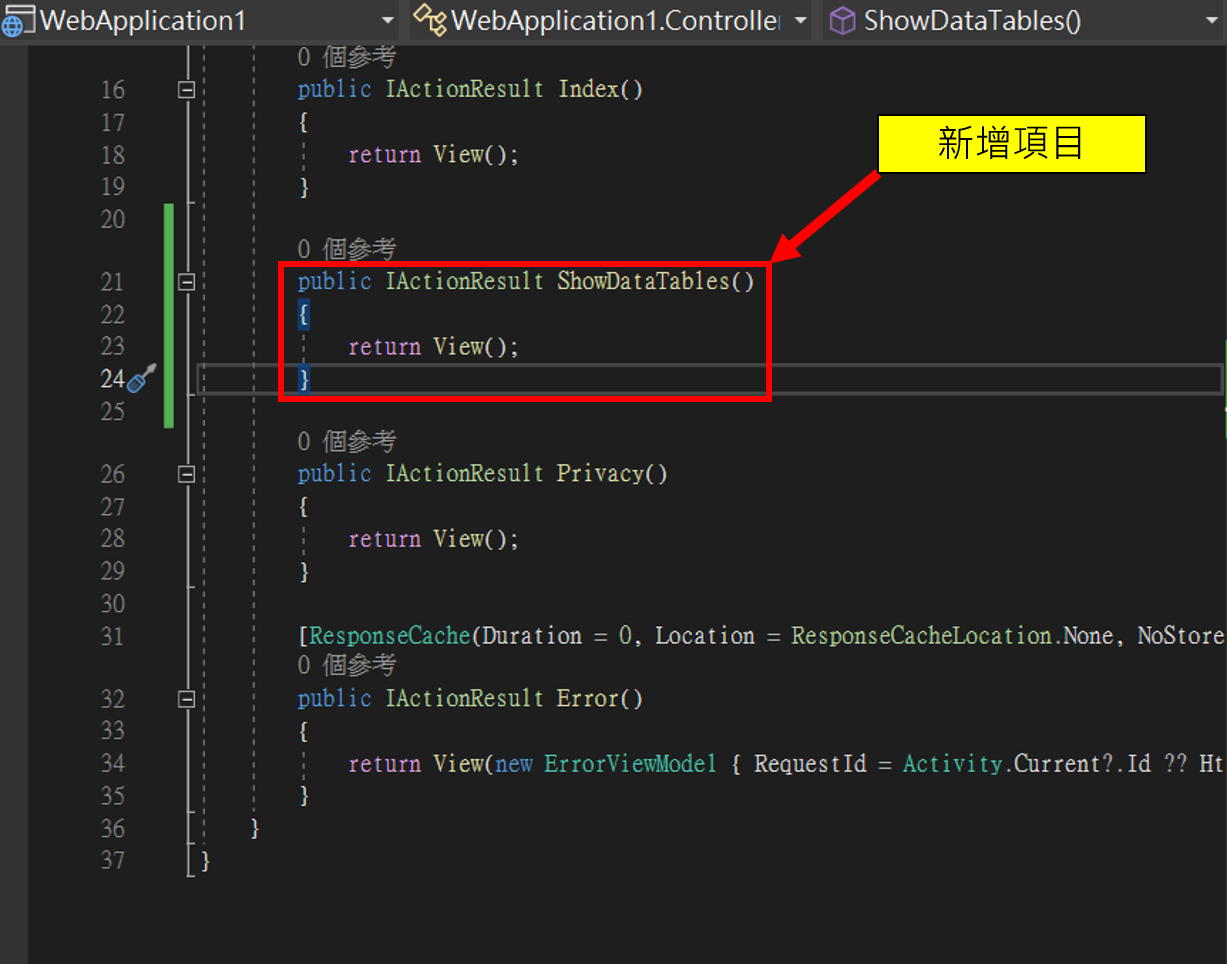 WebApplication1 WebApplication1.Controller ShowDataTables()
0 個參考
16 public IActionResult Index()
17 {
18 return View();
19 }
20
新增項目
0 個參考
21 public IActionResult ShowDataTables()
22 {
23 return View();
24 }
25
0 個參考
26 public IActionResult Privacy()
27 {
28 return View();
29 }
30
31 [ResponseCache(Duration = 0, Location = ResponseCacheLocation.None, NoStore
0 個參考
32 public IActionResult Error()
33 {
34 return View(new ErrorViewModel { RequestId = Activity.Current?.Id ?? Ht
35 }
36 }
37 }